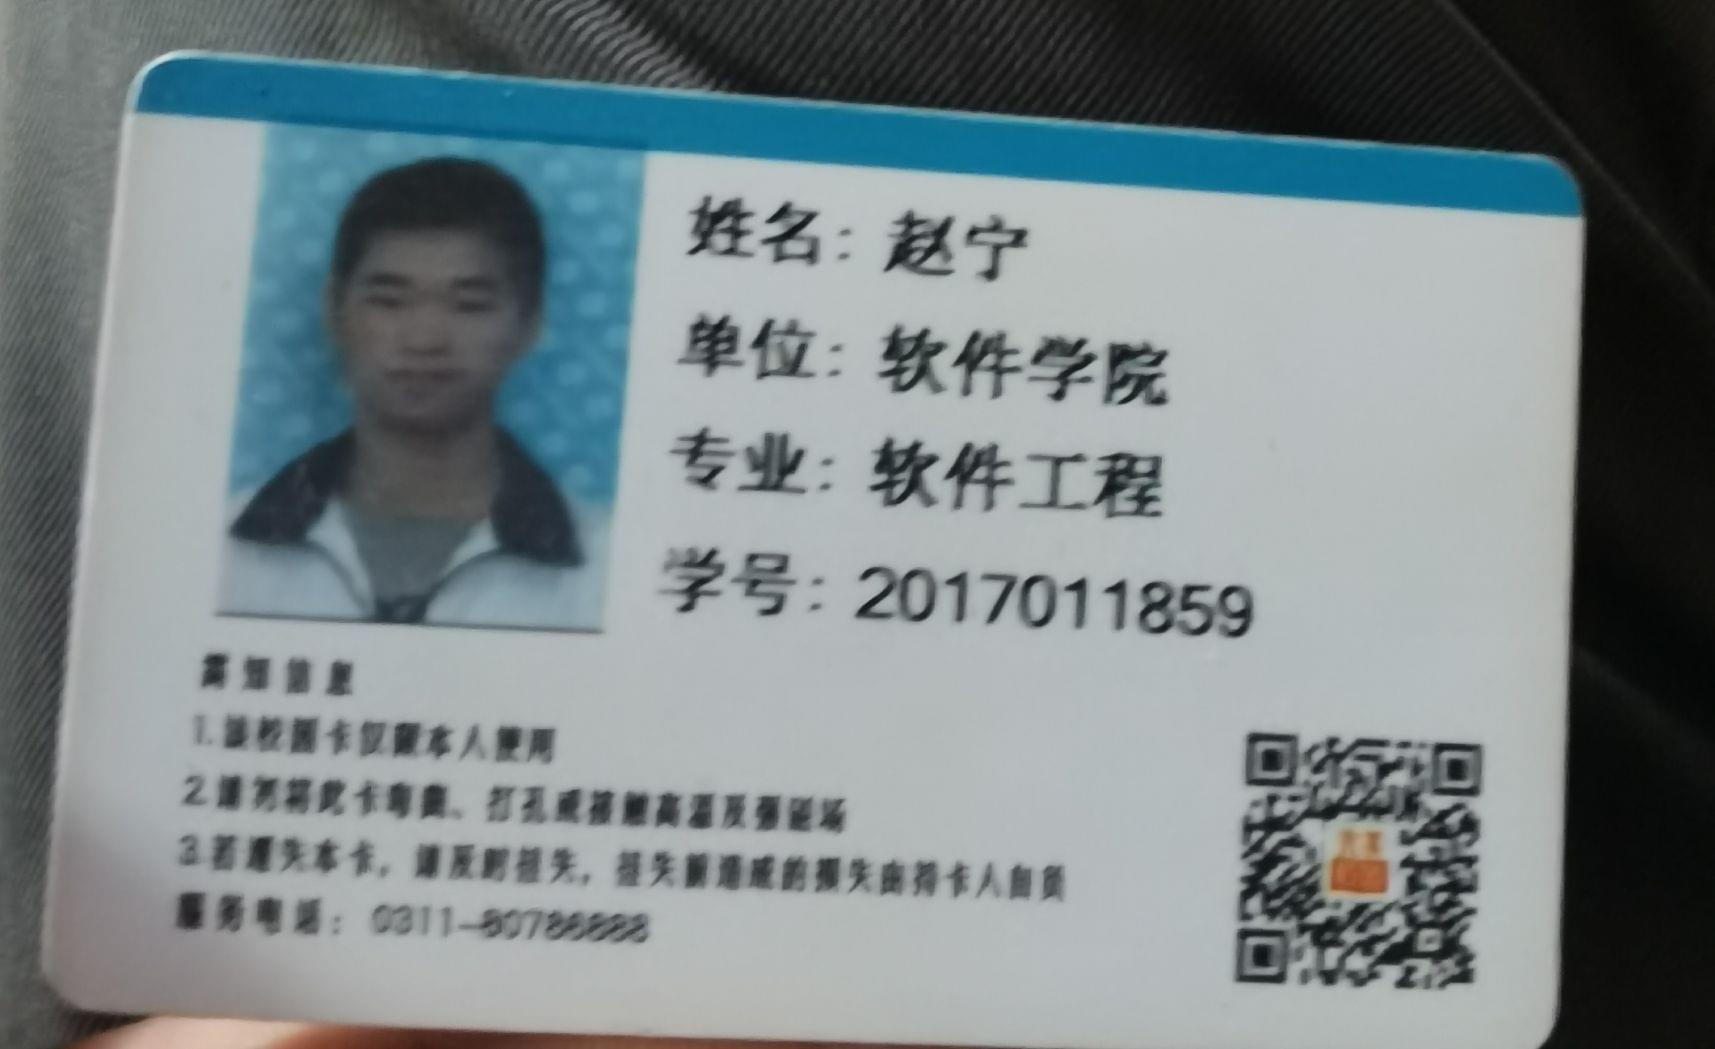 姓名：赵宁
单位：软件学院
专业：软件工程
学号：2017011859
需知信息
1.该校园卡仅限本人使用
2.请勿将此卡弯曲、打孔或接触高温及强磁场
3.若遗失本卡，请及时挂失，挂失前造成的损失由持卡人自负
服务电话：0311-80786888